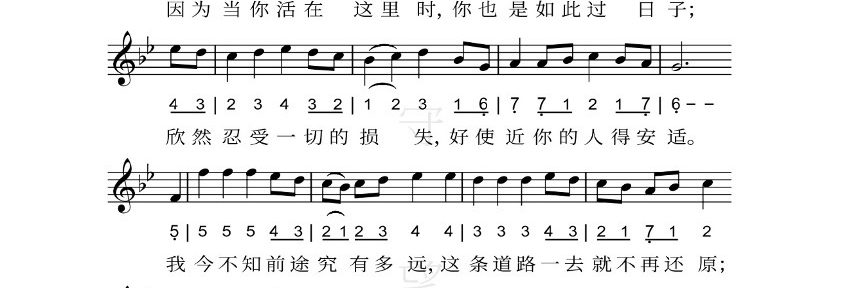 因为当你活在 这里时,你也是如此过 日子;
4 3 | 2 3 4 3 2 | 1 2 3 1 6 | 7 7 1 2 1 7 | 6 - -
欣然忍受一切的损 失,好使近你的人得安适。
5 | 5 5 5 4 3 | 2 1 2 3 4 4 | 3 3 3 4 3 | 2 1 7 1 2
我今不知前途究有多远,这条道路一去就不再还原;